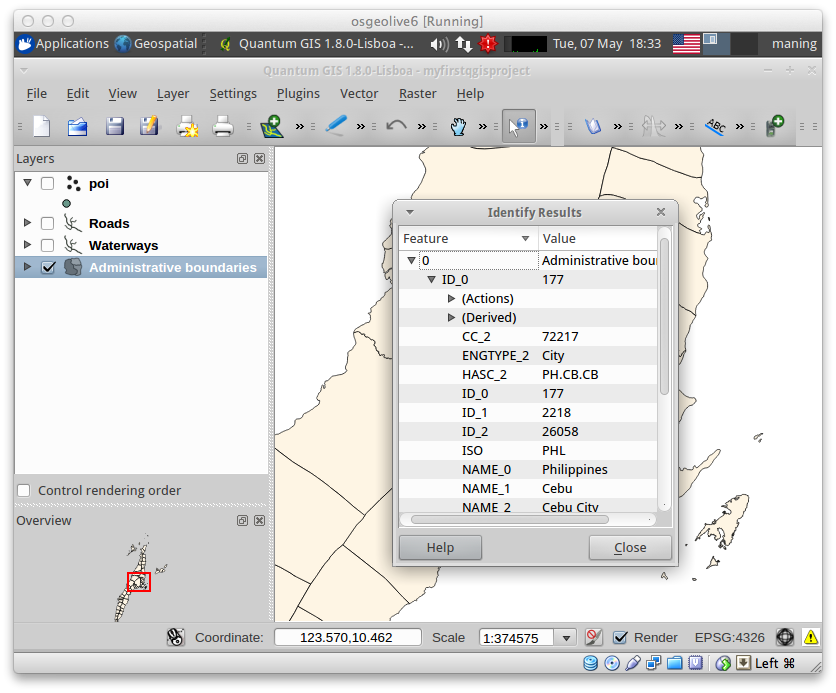 osgeolive6 [Running]
Applications Geospatial Quantum GIS 1.8.0-Lisboa -... Tue, 07 May 18:33 maning
Quantum GIS 1.8.0-Lisboa - myfirstqgisproject
File Edit View Layer Settings Plugins Vector Raster Help
ABC
Layers
poi
Roads
Waterways
Administrative boundaries
Control rendering order
Overview
Identify Results
Feature Value
0 Administrative bour
ID_0 177
(Actions)
(Derived)
CC_2 72217
ENGTYPE_2 City
HASC_2 PH.CB.CB
ID_0 177
ID_1 2218
ID_2 26058
ISO PHL
NAME_0 Philippines
NAME_1 Cebu
NAME_2 Cebu City
Help Close
Coordinate: 123.570,10.462 Scale 1:374575 Render EPSG:4326
Left ⌘